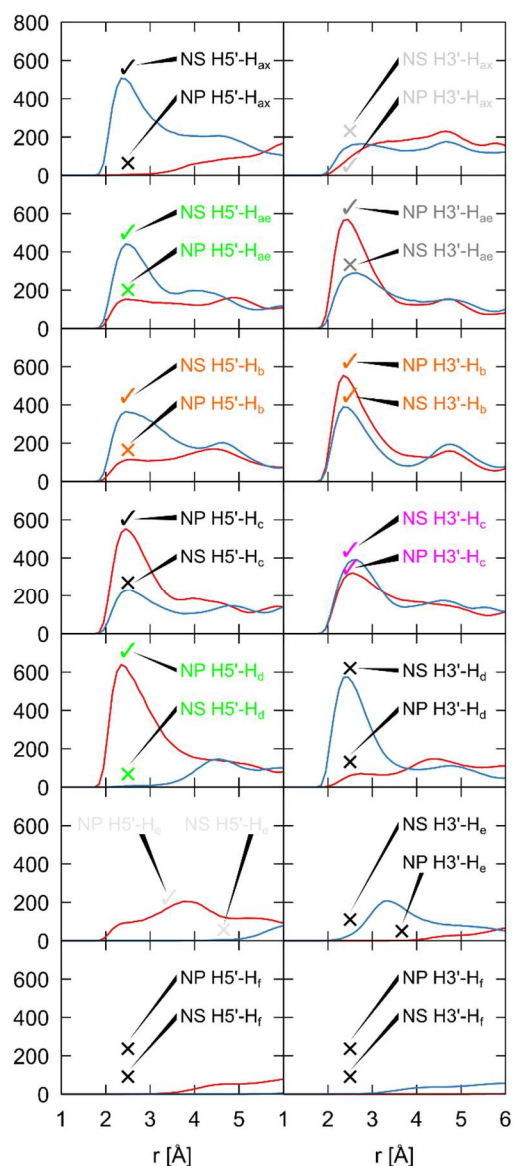 800
600
400
200
0
NS H5'-Hax
NP H5'-Hax
NS H3'-Hax
NP H3'-Hax
600
400
200
0
NS H5'-Hae
NP H5'-Hae
NP H3'-Hae
NS H3'-Hae
600
400
200
0
NS H5'-Hb
NP H5'-Hb
NP H3'-Hb
NS H3'-Hb
600
400
200
0
NP H5'-Hc
NS H5'-Hc
NS H3'-Hc
NP H3'-Hc
600
400
200
0
NP H5'-Hd
NS H5'-Hd
NS H3'-Hd
NP H3'-Hd
600
400
200
0
NP H5'-He NS H5'-He
NS H3'-He
NP H3'-He
600
400
200
0
NP H5'-Hf
NS H5'-Hf
NP H3'-Hf
NS H3'-Hf
1 2 3 4 5 1 2 3 4 5 6
r [Å] r [Å]